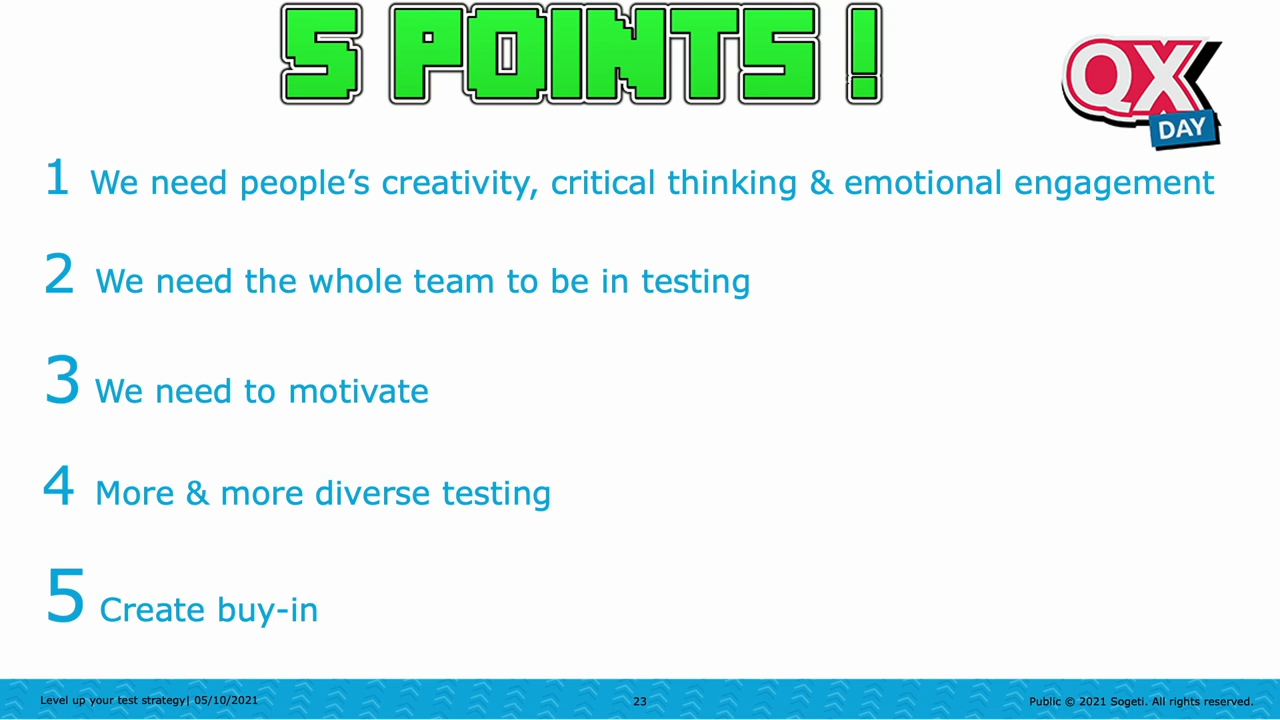 5 POINTS!
QX
DAY
1 We need people’s creativity, critical thinking & emotional engagement
2 We need the whole team to be in testing
3 We need to motivate
4 More & more diverse testing
5 Create buy-in
Level up your test strategy| 05/10/2021
23
Public © 2021 Sogeti. All rights reserved.